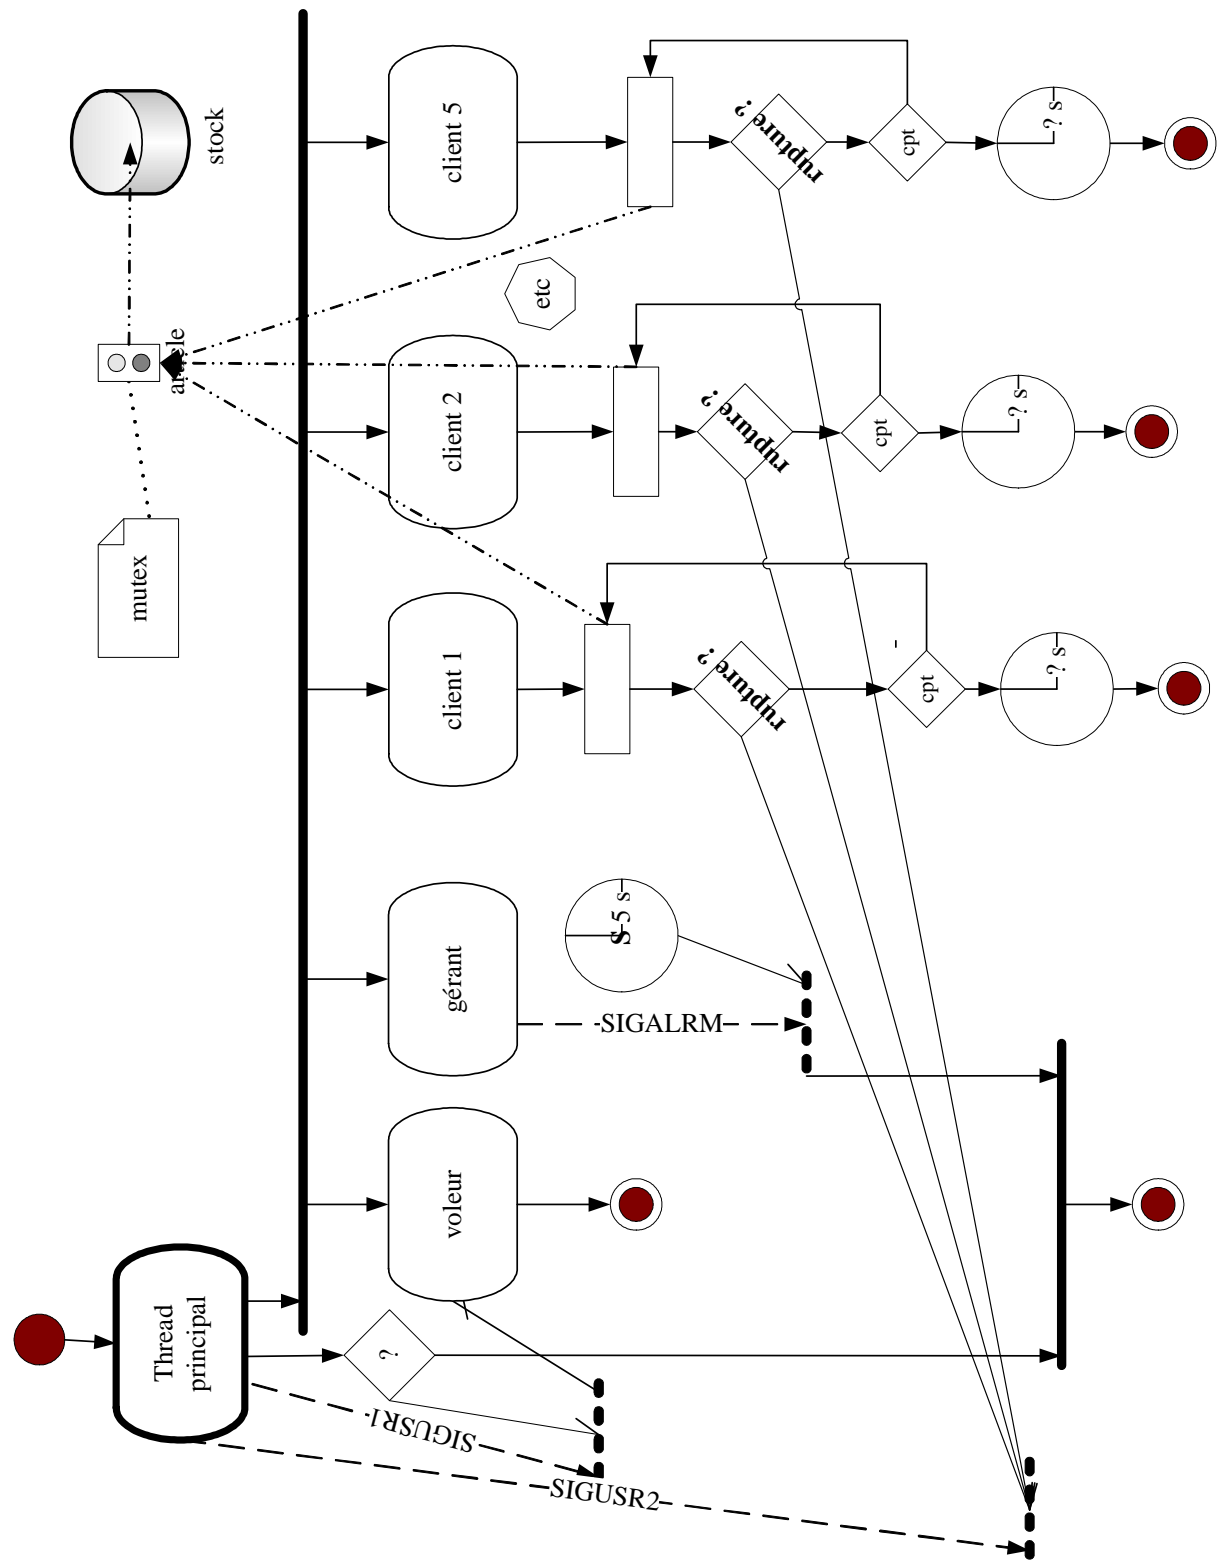 stock
article
mutex
client 5
client 2
client 1
gérant
voleur
Thread
principal
etc
rupture ?
rupture ?
rupture ?
cpt
cpt
cpt
-
? s
? s
? s
S 5 s
?
SIGALRM
SIGUSR1
SIGUSR2